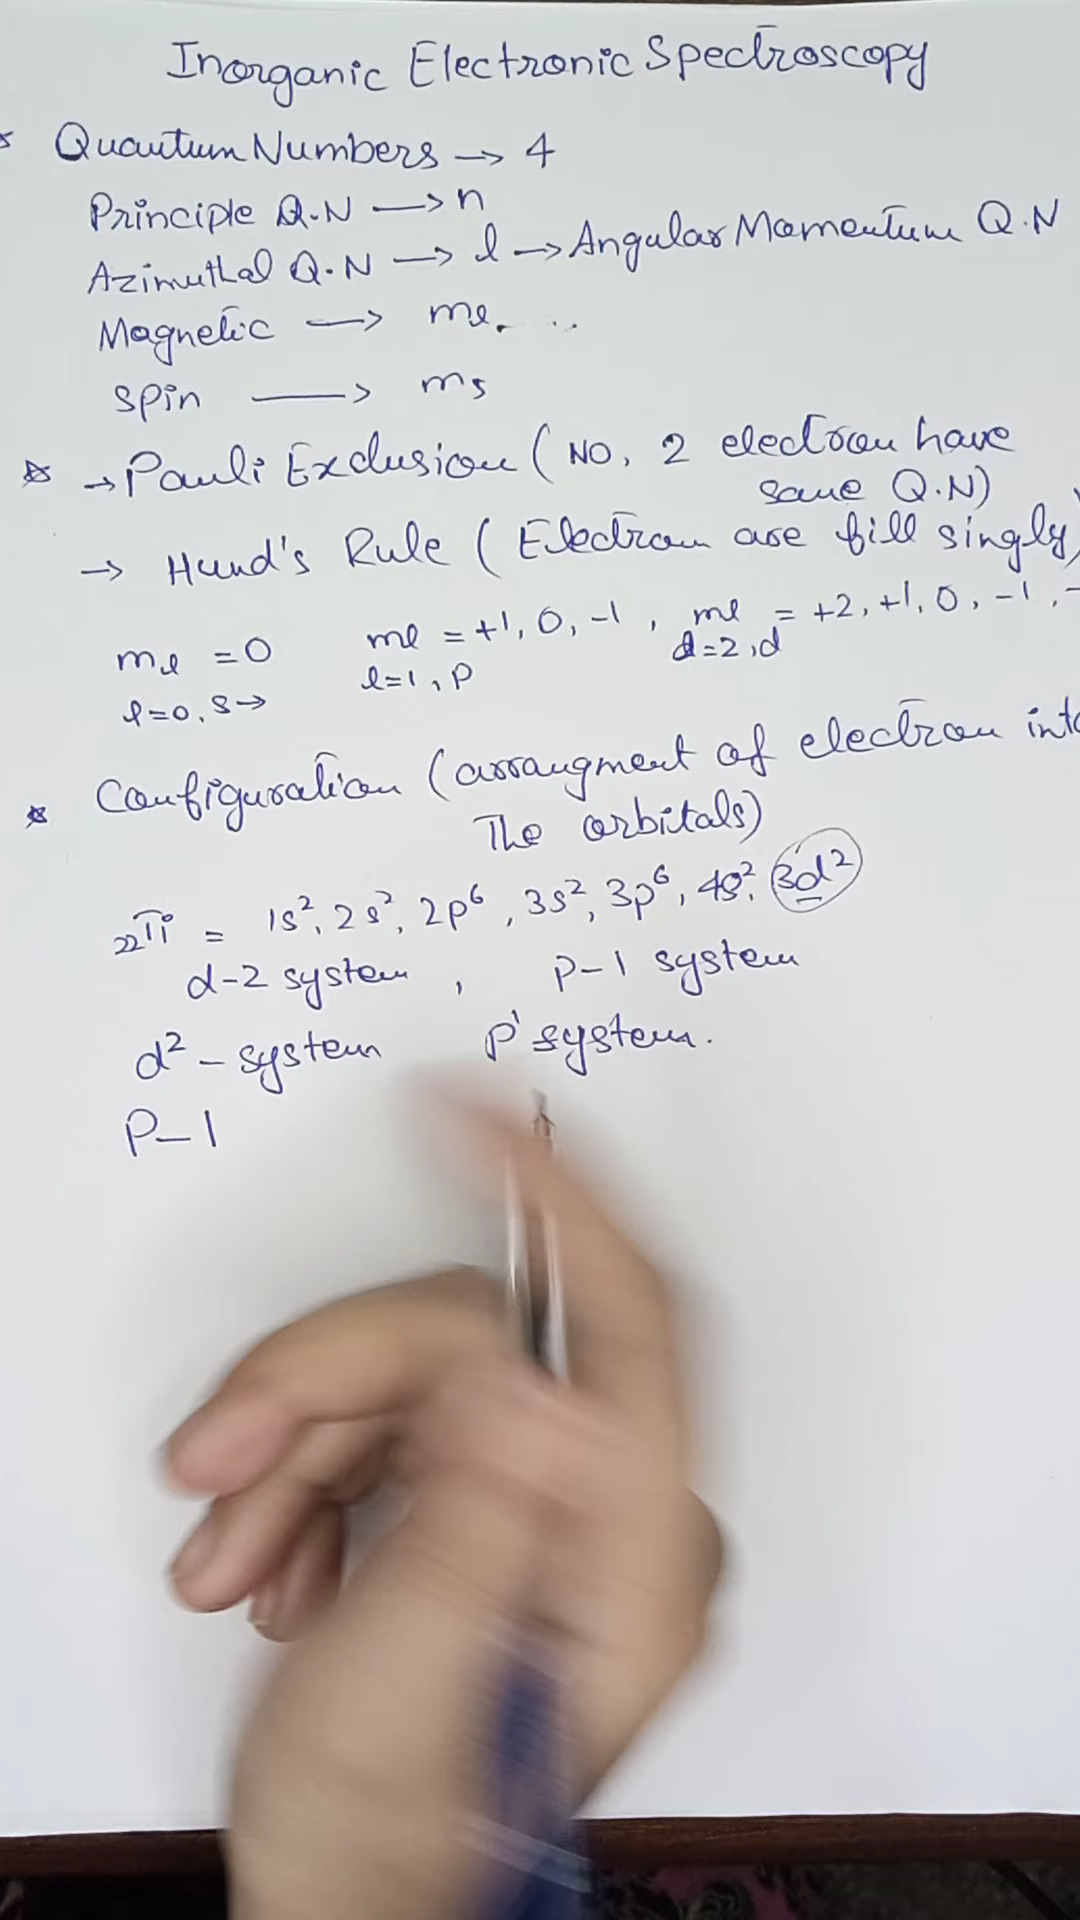 Inorganic Electronic Spectroscopy
Quantum Numbers → 4
Principle Q.N → n
Azimuthal Q.N → l → Angular Momentum Q.N
Magnetic → ml
Spin → ms
→ Pauli Exclusion (No, 2 electron have
same Q.N)
→ Hund's Rule (Electron are fill singly)
ml = 0 ml = +1, 0, -1, ml = +2, +1, 0, -1, -
l=0, s→ l=1, p d=2, d
Configuration (arrangment of electron into
The orbitals)
22Ti = 1s², 2s², 2p⁶, 3s², 3p⁶, 4s², 3d²
d-2 system, p-1 system
d² - system p¹ system.
P-1